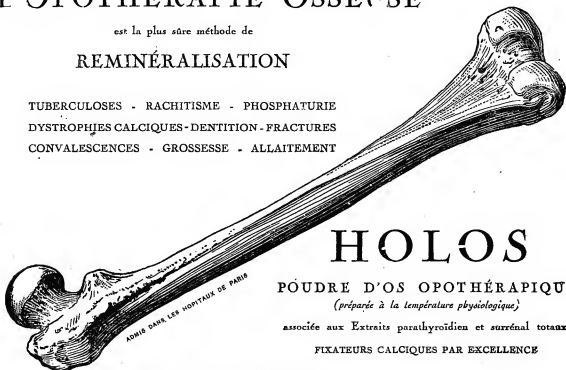 L'OPOTHÉRAPIE OSSEUSE
est la plus sûre méthode de
REMINÉRALISATION
TUBERCULOSES - RACHITISME - PHOSPHATURIE
DYSTROPHIES CALCIQUES - DENTITION - FRACTURES
CONVALESCENCES - GROSSESSE - ALLAITEMENT
ADMIS DANS LES HOPITAUX DE PARIS
HOLOS
POUDRE D'OS OPOTHÉRAPIQU
(préparée à la température physiologique)
associée aux Extraits parathyroïdien et surrénal totaux
FIXATEURS CALCIQUES PAR EXCELLENCE